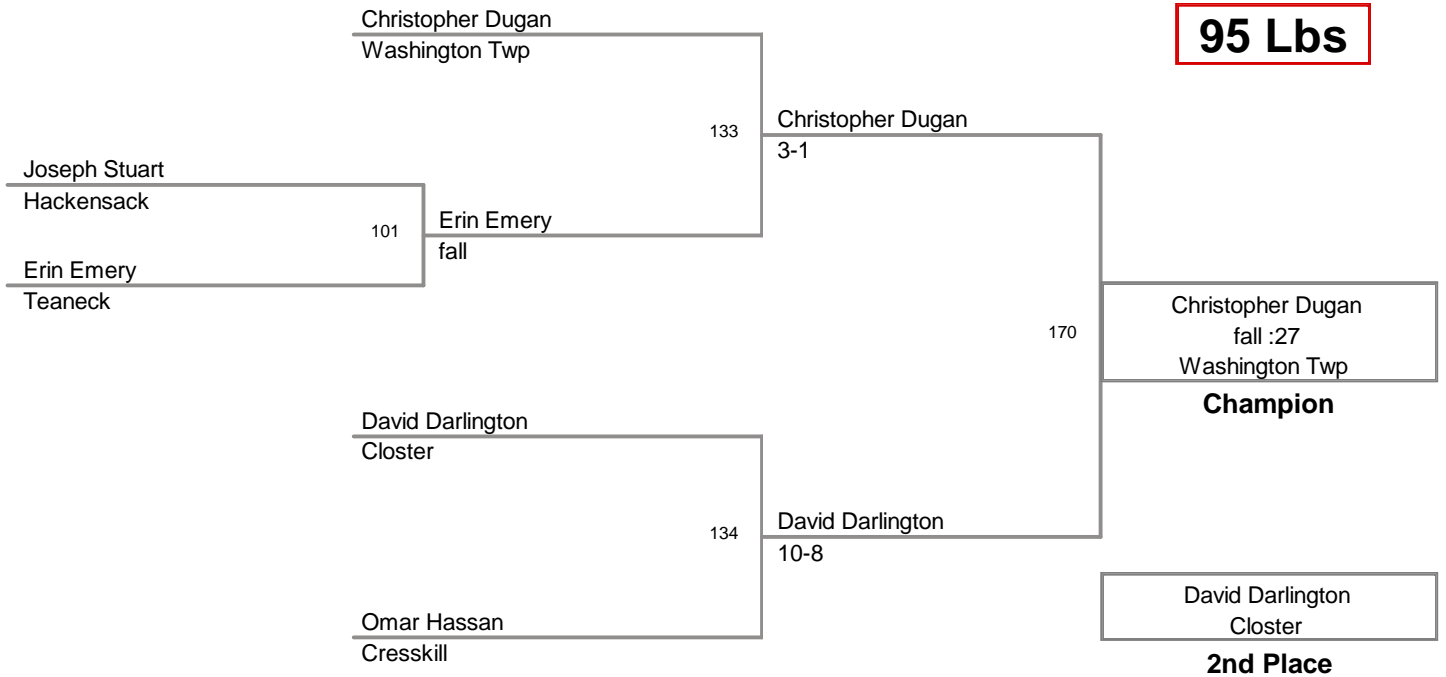 Christopher Dugan
Washington Twp
95 Lbs
133
Christopher Dugan
3-1
Joseph Stuart
Hackensack
101
Erin Emery
fall
Erin Emery
Teaneck
170
Christopher Dugan
fall :27
Washington Twp
Champion
David Darlington
Closter
134
David Darlington
10-8
Omar Hassan
Cresskill
David Darlington
Closter
2nd Place